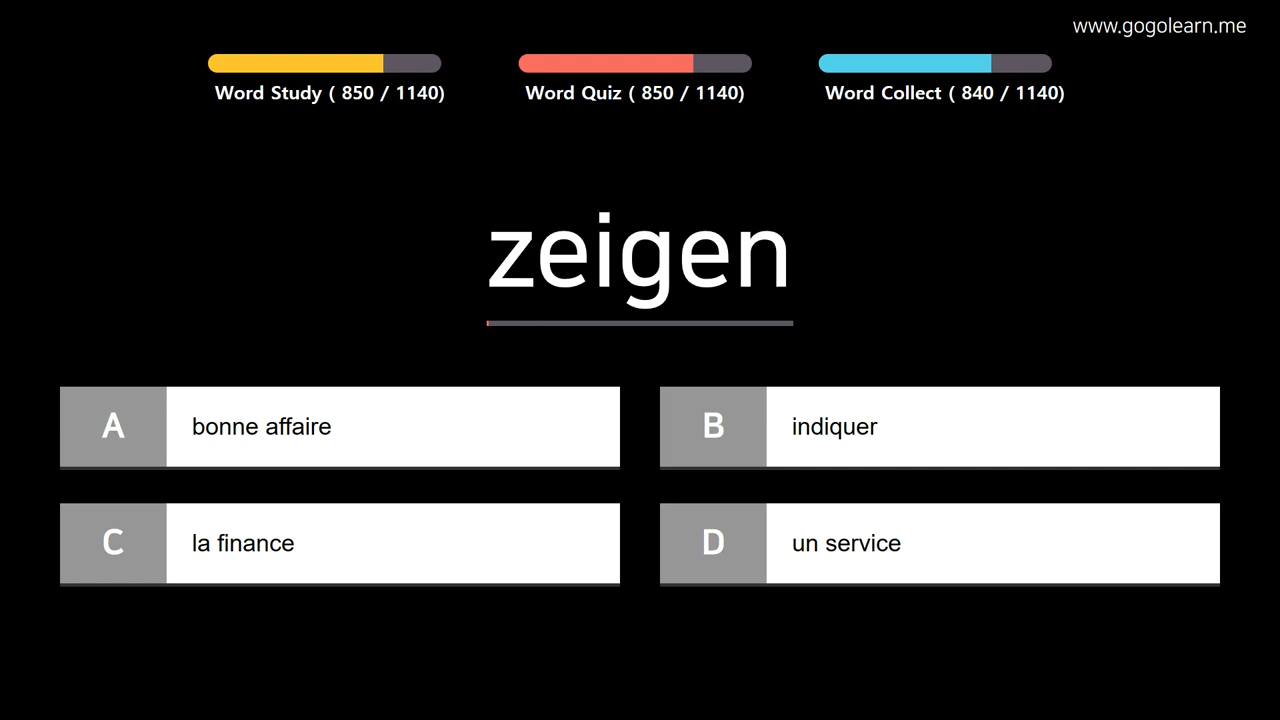 www.gogolearn.me
Word Study ( 850 / 1140)
Word Quiz ( 850 / 1140)
Word Collect ( 840 / 1140)
zeigen
A bonne affaire
B indiquer
C la finance
D un service